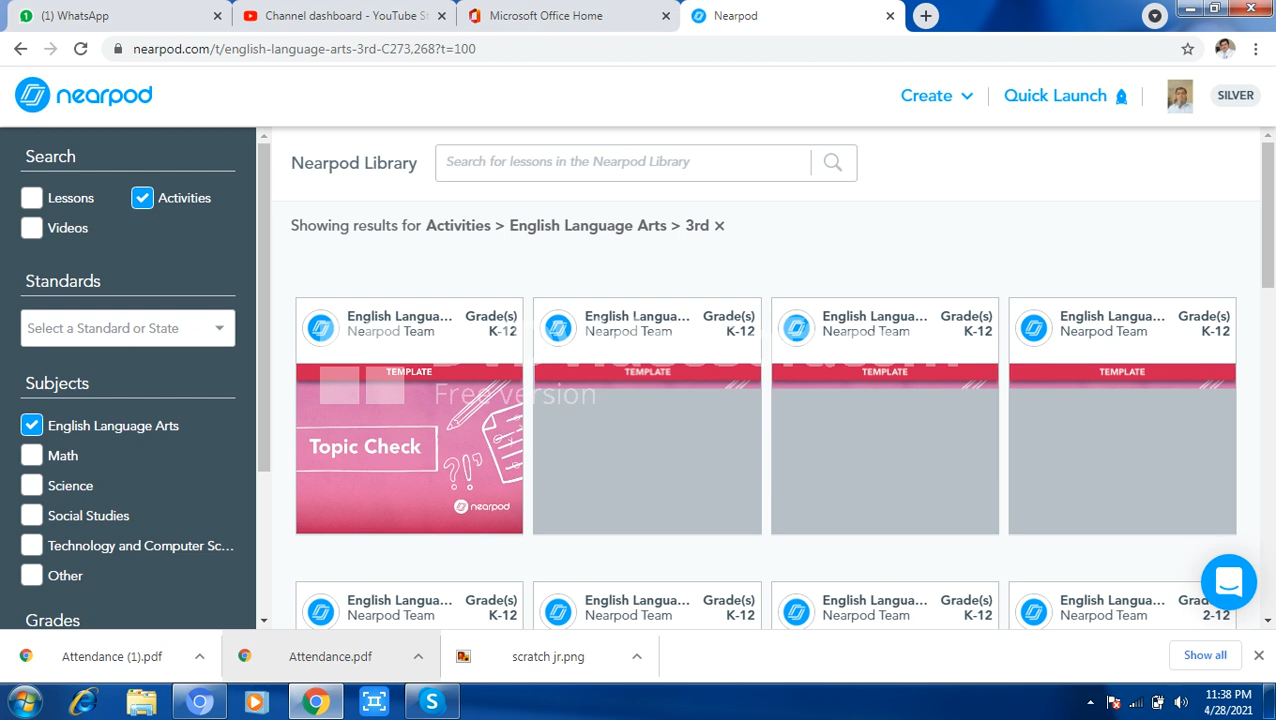 (1) WhatsApp
Channel dashboard - YouTube St
Microsoft Office Home
Nearpod
nearpod.com/t/english-language-arts-3rd-C273,268?t=100
nearpod
Create
Quick Launch
SILVER
Search
Lessons
Activities
Videos
Standards
Select a Standard or State
Subjects
English Language Arts
Math
Science
Social Studies
Technology and Computer Sc...
Other
Grades
Nearpod Library
Search for lessons in the Nearpod Library
Showing results for Activities > English Language Arts > 3rd ×
English Langua... Grade(s)
Nearpod Team K-12
TEMPLATE
Topic Check
nearpod
English Langua... Grade(s)
Nearpod Team K-12
TEMPLATE
English Langua... Grade(s)
Nearpod Team K-12
TEMPLATE
English Langua... Grade(s)
Nearpod Team K-12
TEMPLATE
Free version
English Langua... Grade(s)
Nearpod Team K-12
English Langua... Grade(s)
Nearpod Team K-12
English Langua... Grade(s)
Nearpod Team K-12
English Langua... Grade(s)
Nearpod Team 2-12
Attendance (1).pdf
Attendance.pdf
scratch jr.png
Show all
11:38 PM
4/28/2021